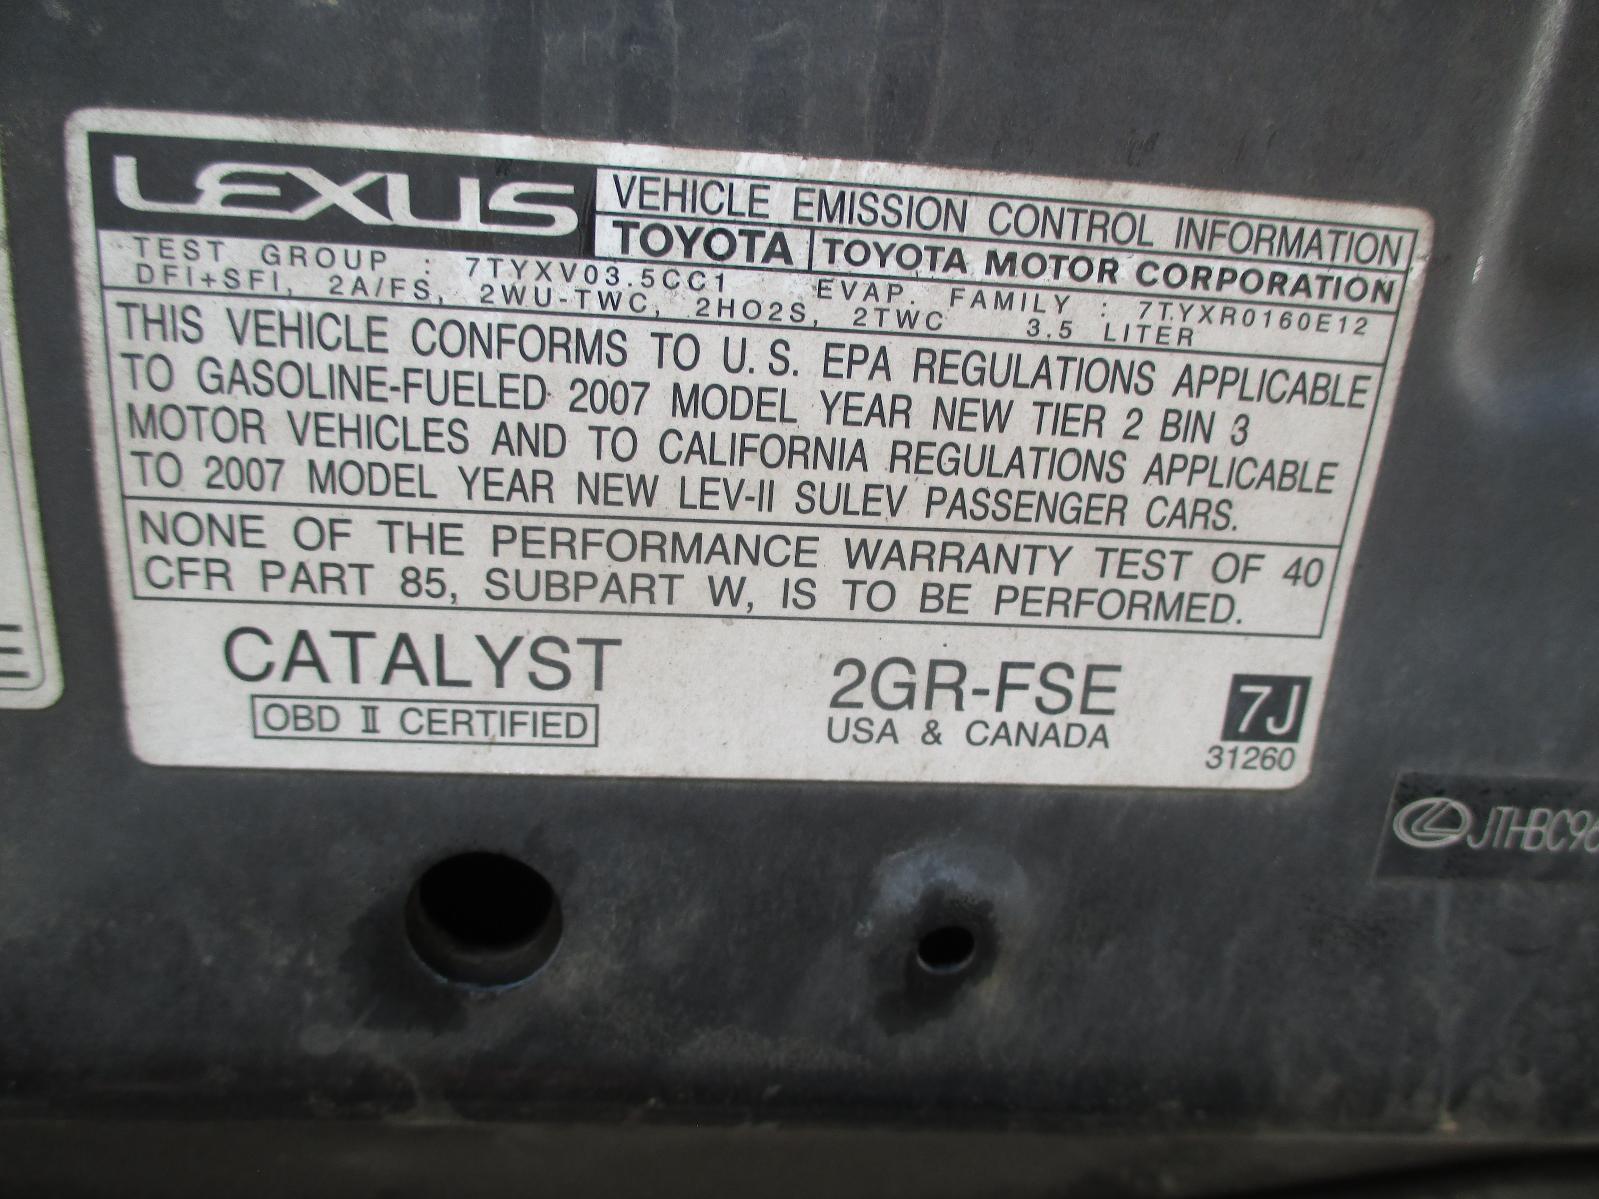 LEXUS
VEHICLE EMISSION CONTROL INFORMATION
TOYOTA TOYOTA MOTOR CORPORATION
TEST GROUP : 7TYXV03.5CC1 EVAP. FAMILY : 7TYXR0160E12
DFI+SFI, 2A/FS, 2WU-TWC, 2HO2S, 2TWC 3.5 LITER
THIS VEHICLE CONFORMS TO U.S. EPA REGULATIONS APPLICABLE
TO GASOLINE-FUELED 2007 MODEL YEAR NEW TIER 2 BIN 3
MOTOR VEHICLES AND TO CALIFORNIA REGULATIONS APPLICABLE
TO 2007 MODEL YEAR NEW LEV-II SULEV PASSENGER CARS.
NONE OF THE PERFORMANCE WARRANTY TEST OF 40
CFR PART 85, SUBPART W, IS TO BE PERFORMED.
CATALYST
OBD II CERTIFIED
2GR-FSE
USA & CANADA
7J
31260
JTHBC96